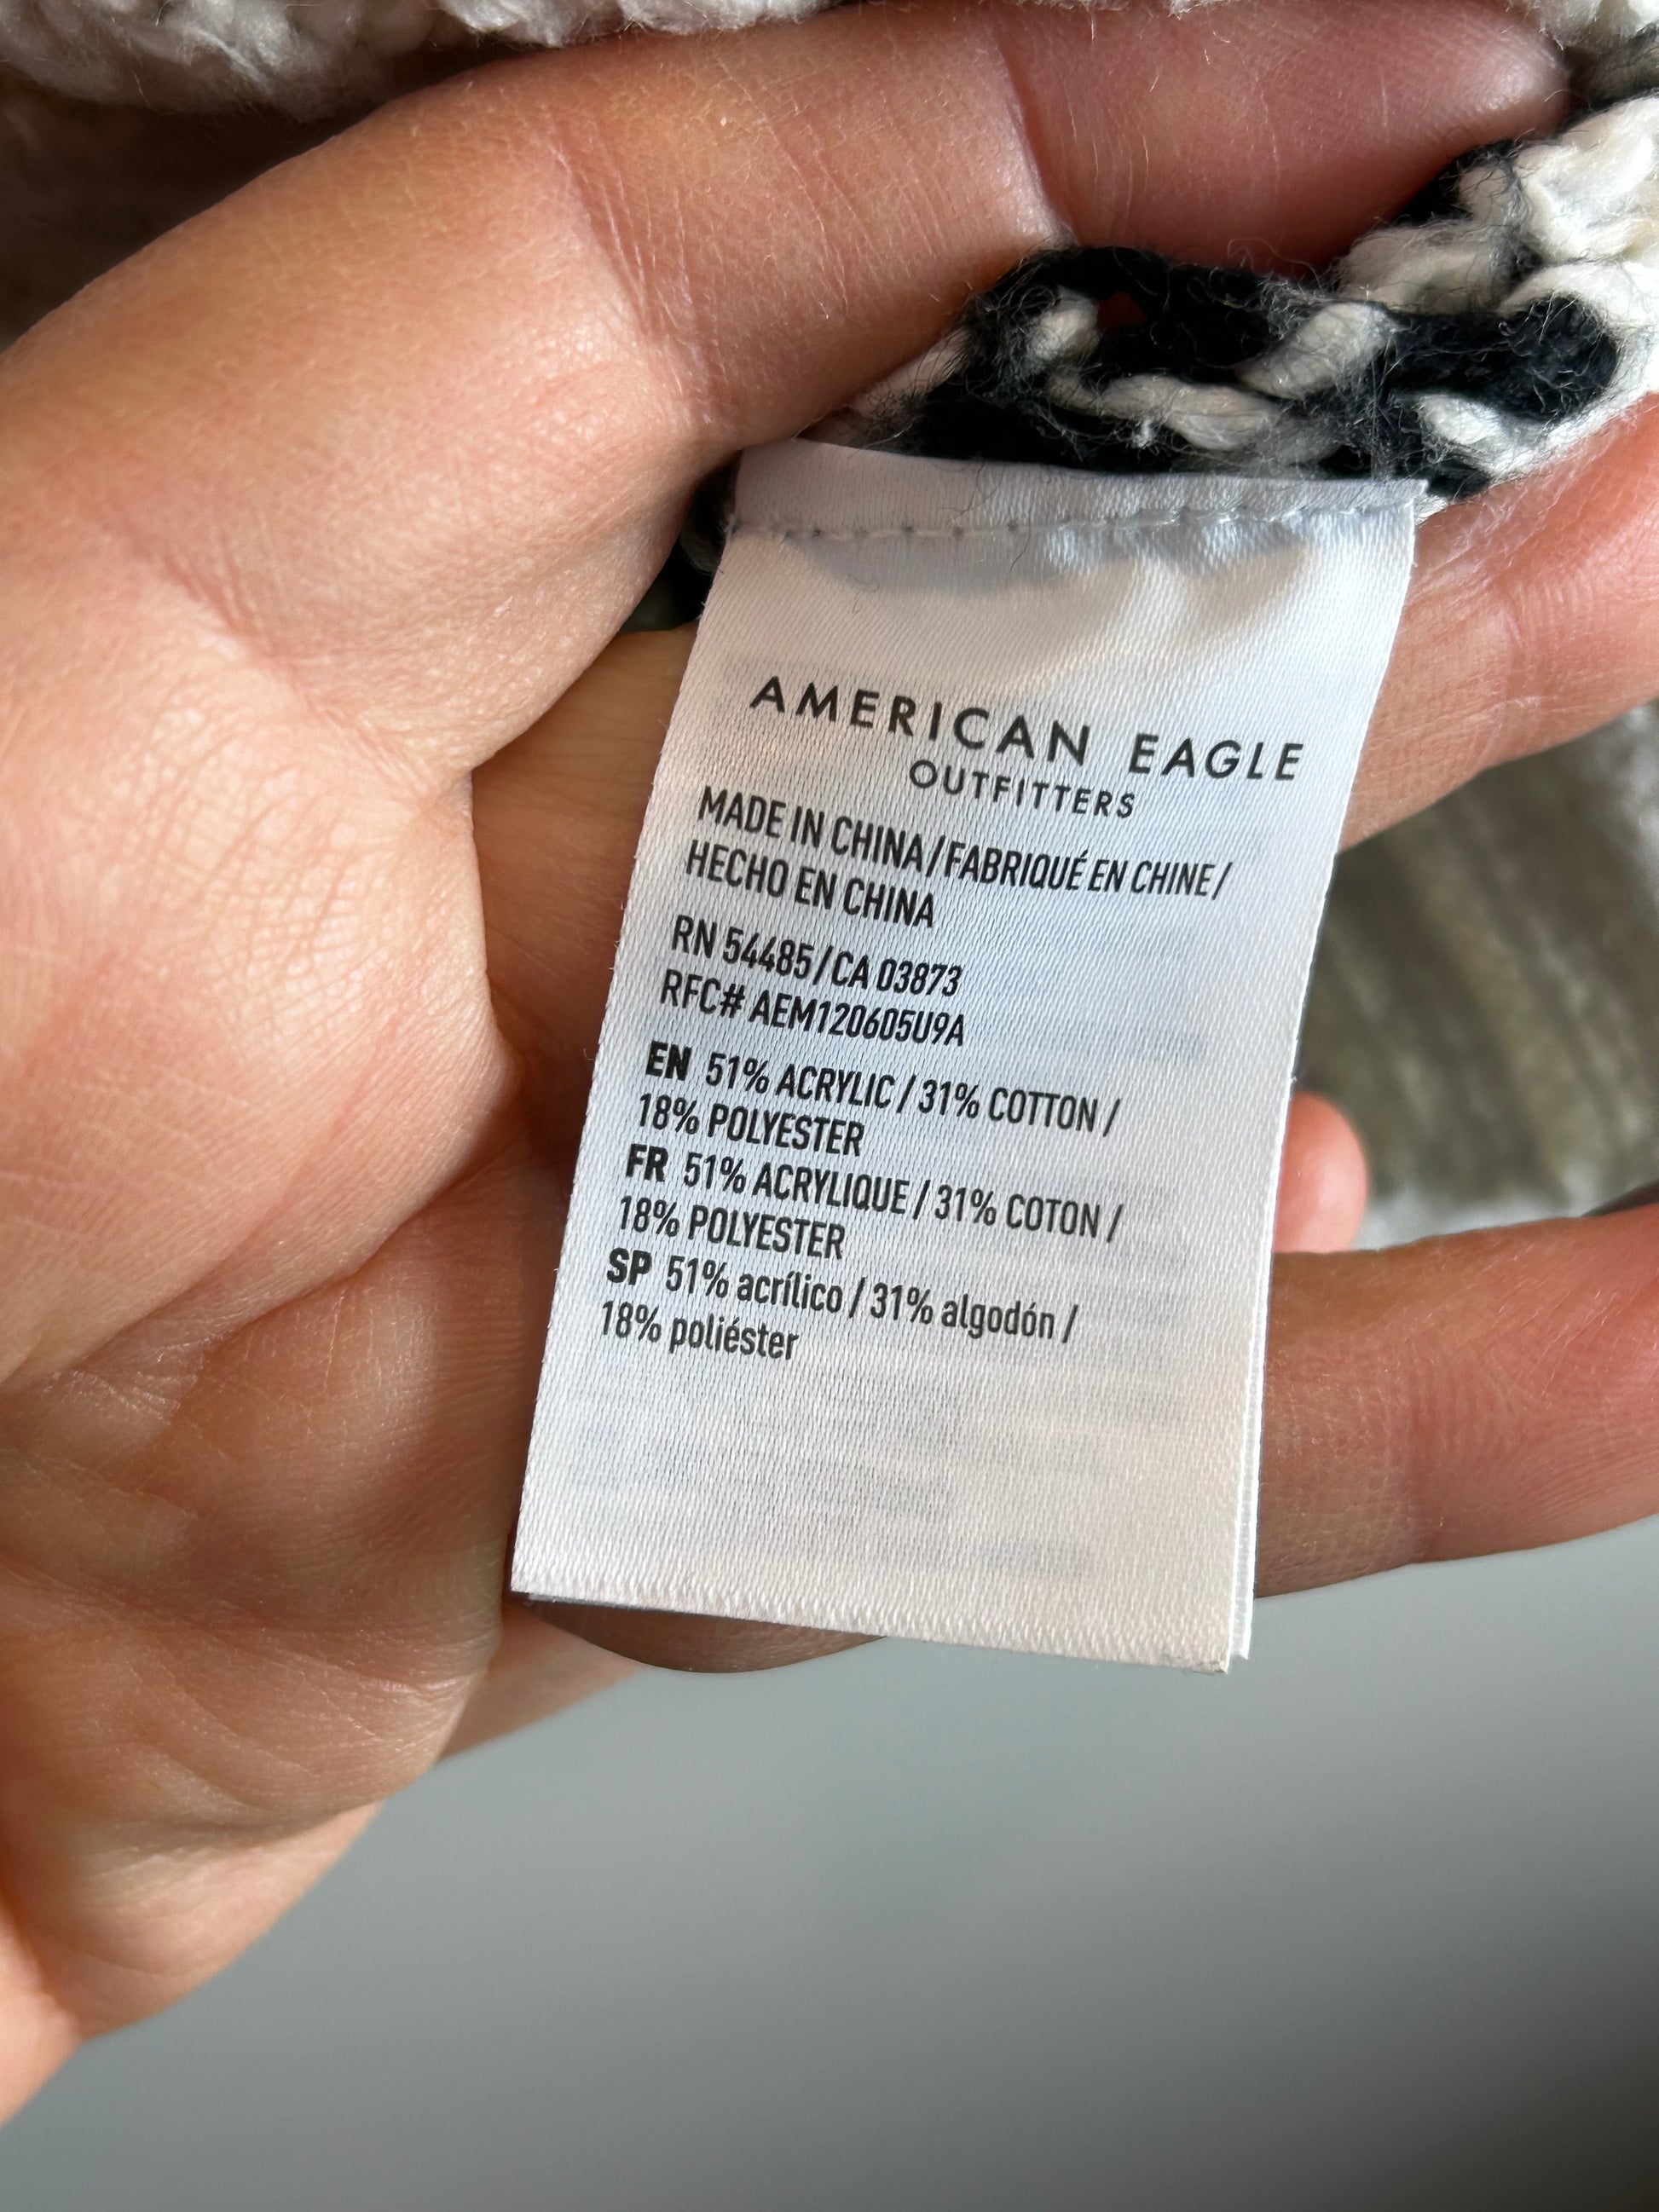 AMERICAN EAGLE
OUTFITTERS
MADE IN CHINA/FABRIQUÉ EN CHINE/
HECHO EN CHINA
RN 54485/CA 03873
RFC# AEM120605U9A
EN 51% ACRYLIC / 31% COTTON /
18% POLYESTER
FR 51% ACRYLIQUE / 31% COTON /
18% POLYESTER
SP 51% acrílico / 31% algodón /
18% poliéster